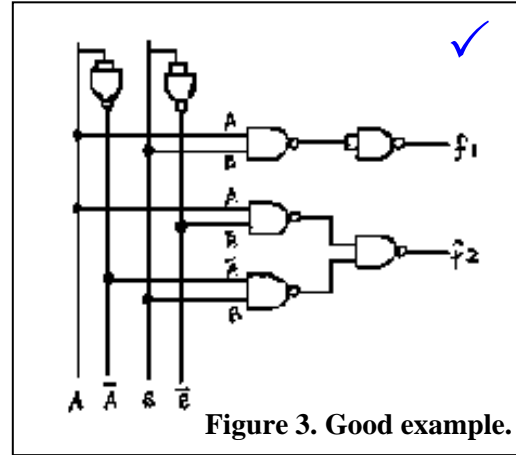 A
B
f1
A
B̅
A̅
B
f2
A A̅ B B̅
Figure 3. Good example.